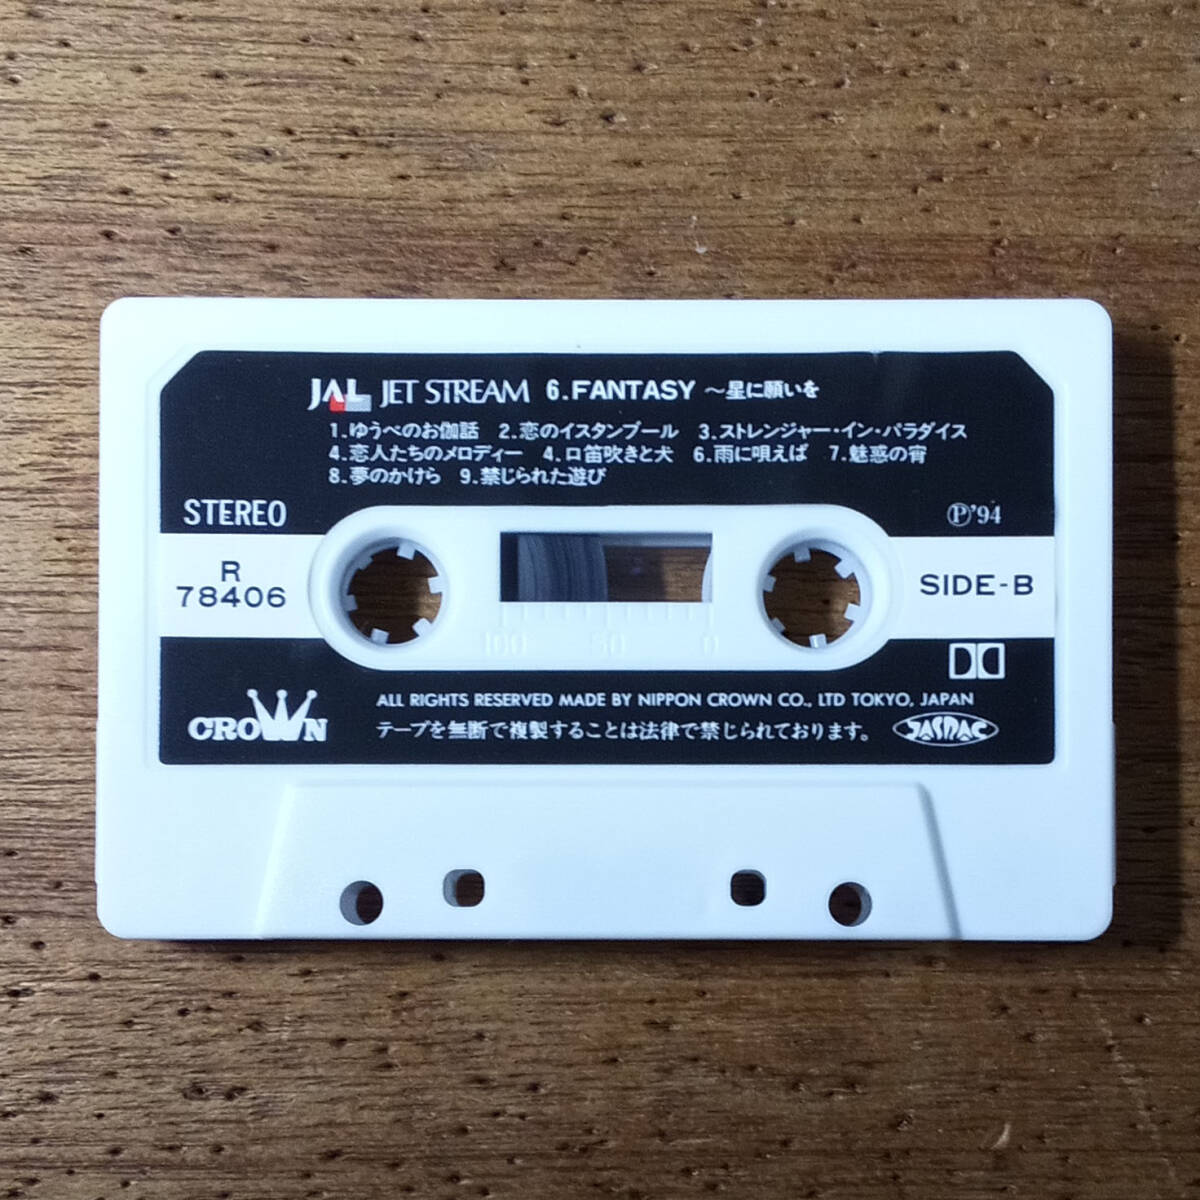 JAL JET STREAM 6.FANTASY 〜星に願いを
1.ゆうべのお伽話 2.恋のイスタンブール 3.ストレンジャー・イン・パラダイス
4.恋人たちのメロディー 4.口笛吹きと犬 6.雨に唄えば 7.魅惑の宵
8.夢のかけら 9.禁じられた遊び
STEREO
Ⓟ'94
R
78406
SIDE-B
100 50 0
CROWN
ALL RIGHTS RESERVED MADE BY NIPPON CROWN CO., LTD TOKYO, JAPAN
テープを無断で複製することは法律で禁じられております。
JASRAC